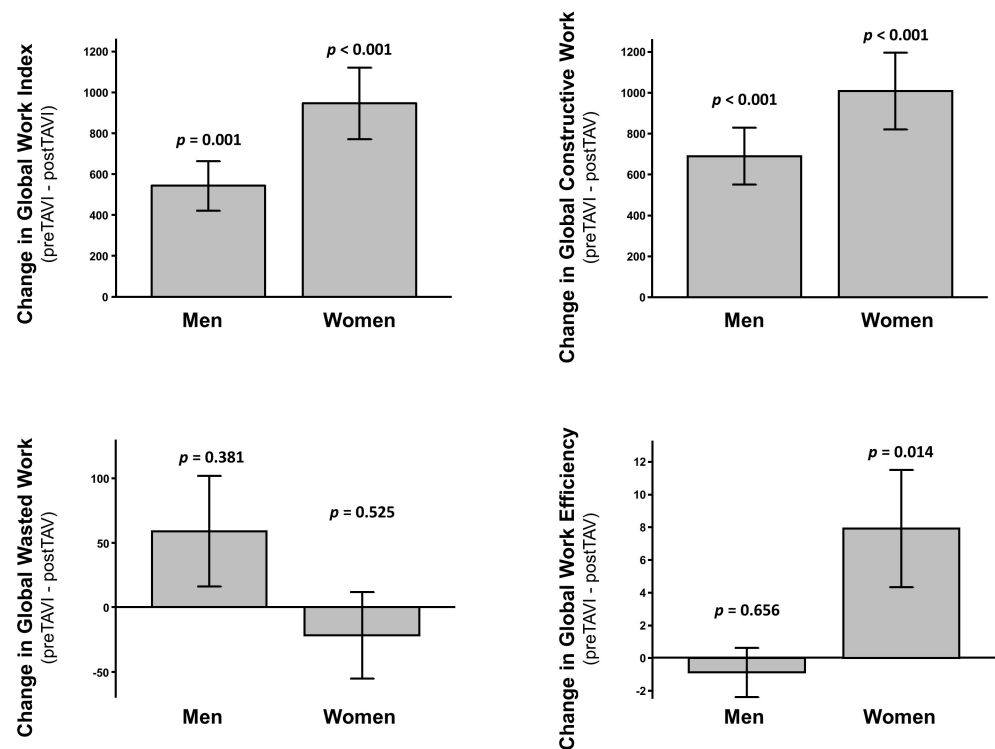 Change in Global Work Index
(preTAVI - postTAVI)
1200
1000
800
600
400
200
0
p = 0.001
p < 0.001
Men
Women
Change in Global Constructive Work
(preTAVI - postTAV)
1200
1000
800
600
400
200
0
p < 0.001
p < 0.001
Men
Women
Change in Global Wasted Work
(preTAVI - postTAV)
100
50
0
-50
p = 0.381
p = 0.525
Men
Women
Change in Global Work Efficiency
(preTAVI - postTAV)
12
10
8
6
4
2
0
-2
p = 0.656
p = 0.014
Men
Women